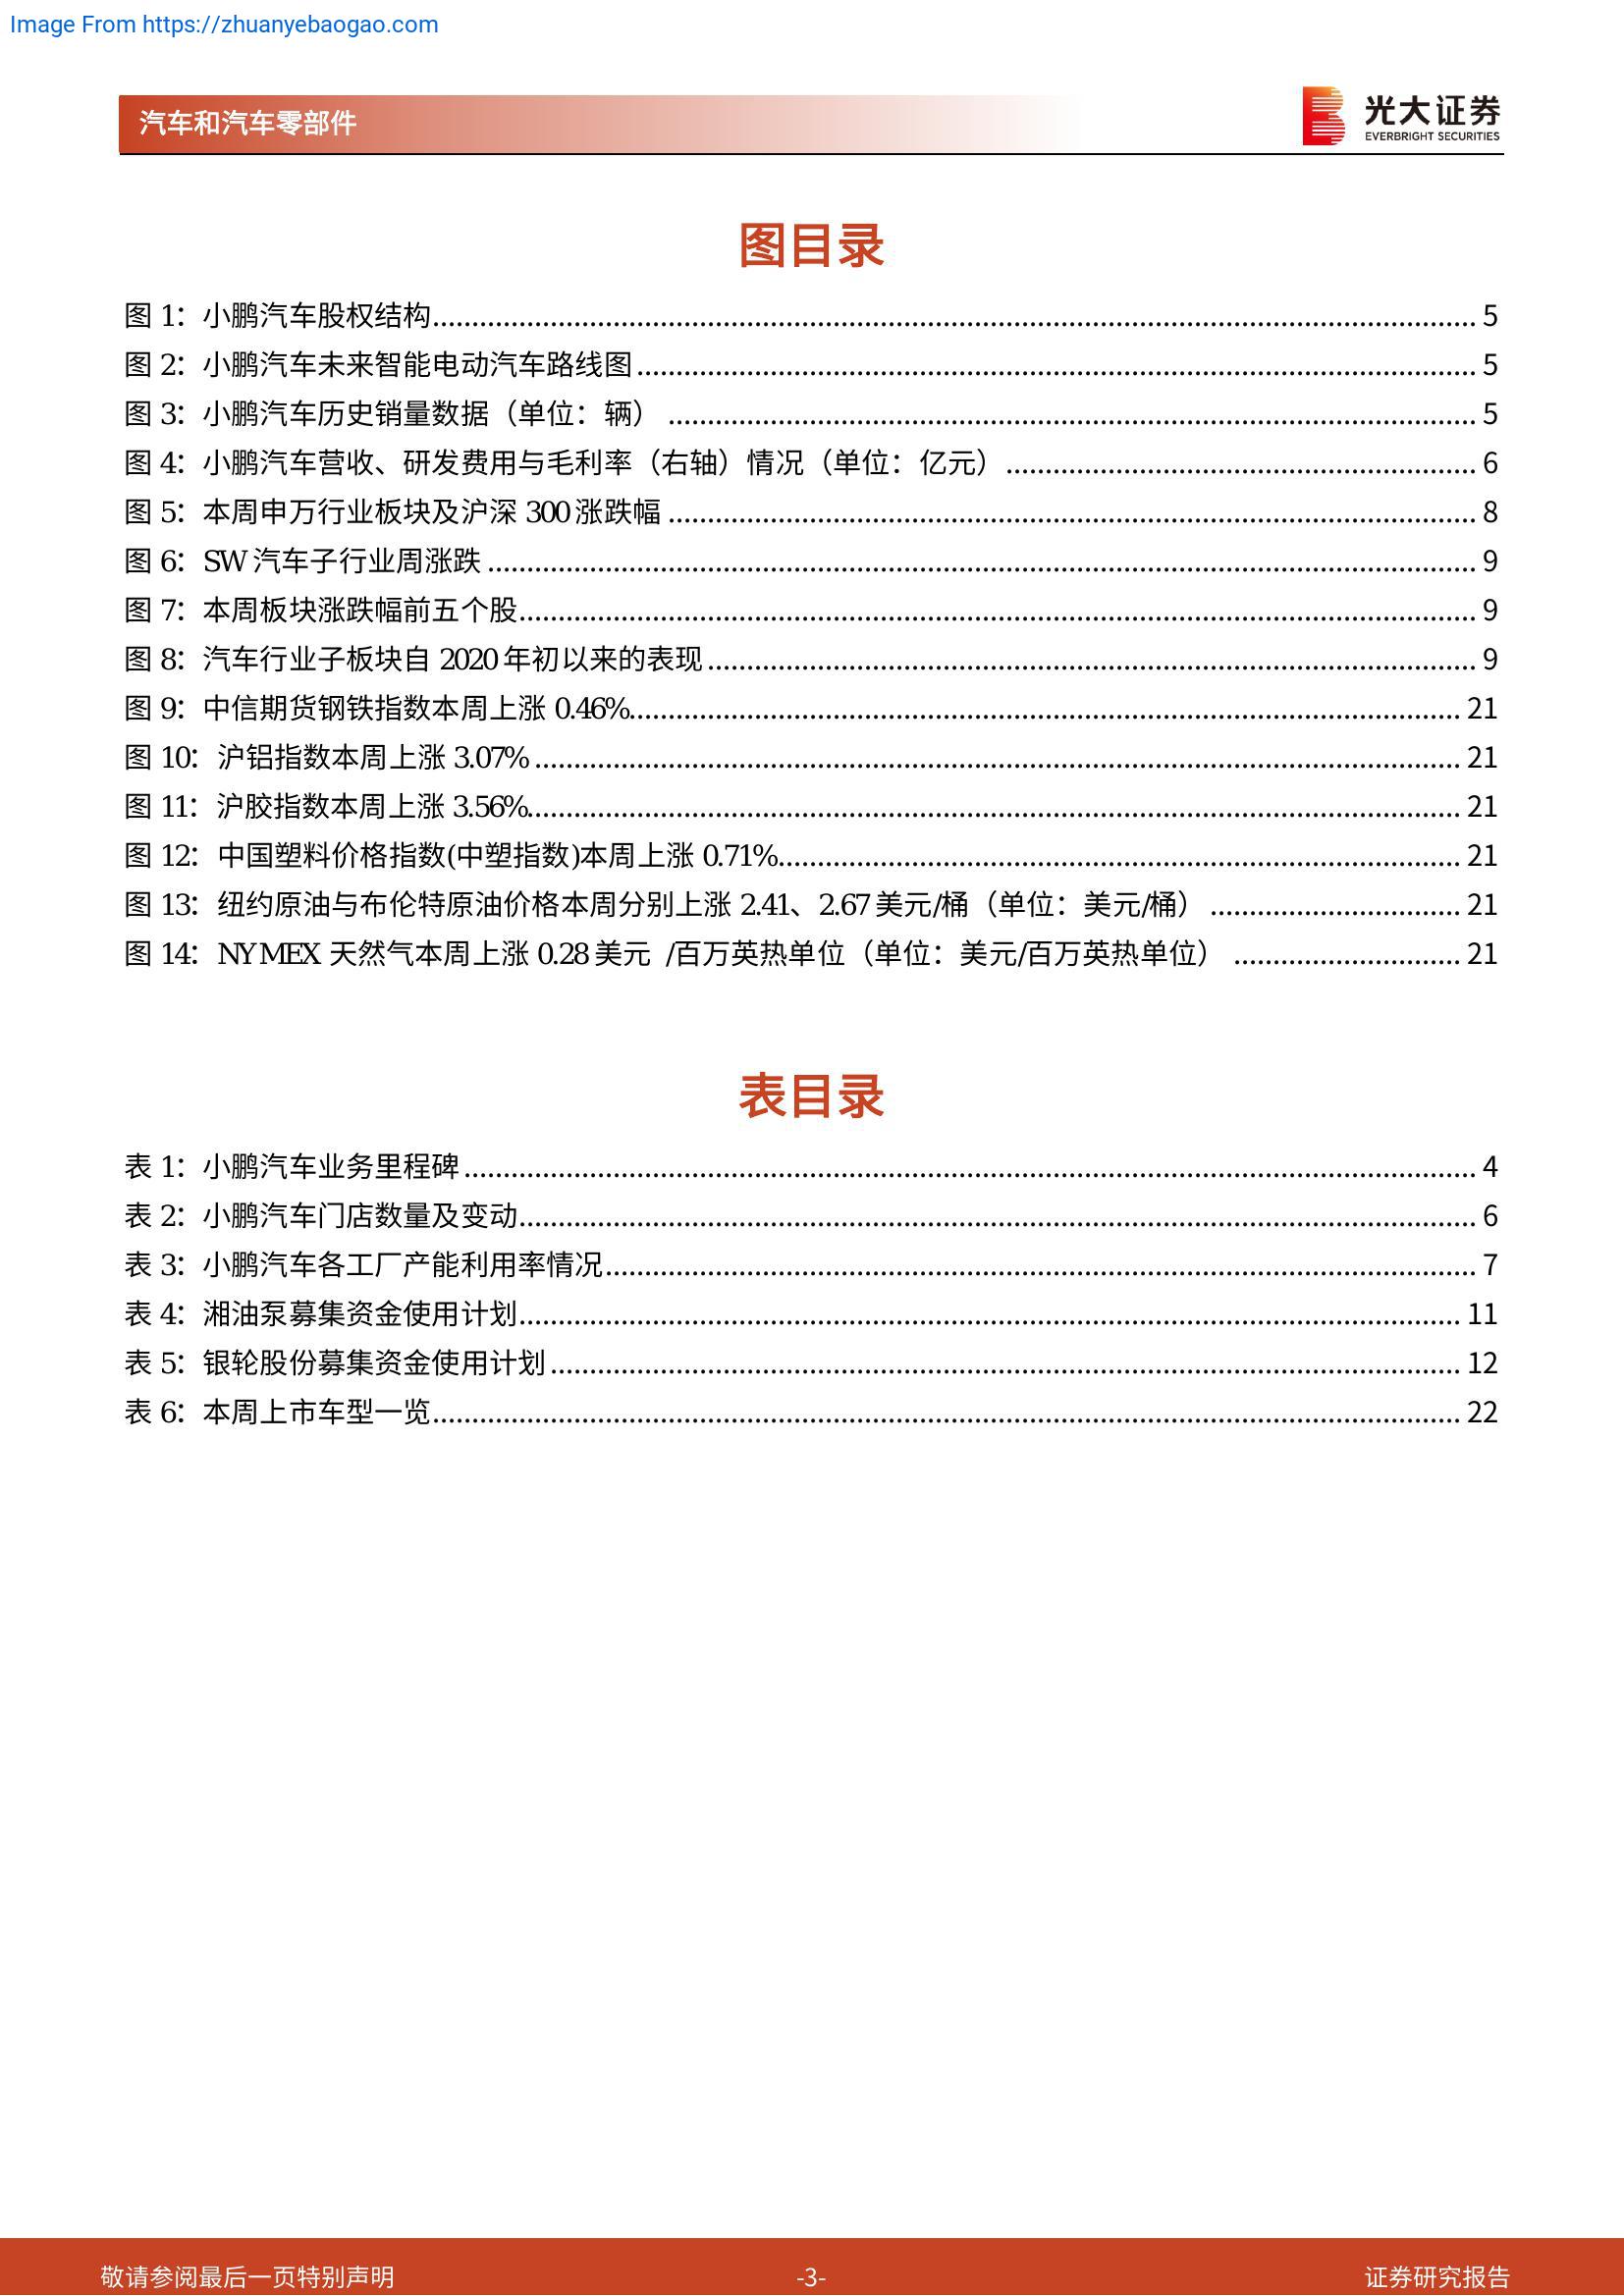 Image From https://zhuanyebaogao.com
汽车和汽车零部件
光大证券
EVERBRIGHT SECURITIES
图目录
图 1：小鹏汽车股权结构 5
图 2：小鹏汽车未来智能电动汽车路线图 5
图 3：小鹏汽车历史销量数据（单位：辆） 5
图 4：小鹏汽车营收、研发费用与毛利率（右轴）情况（单位：亿元） 6
图 5：本周申万行业板块及沪深 300 涨跌幅 8
图 6：SW 汽车子行业周涨跌 9
图 7：本周板块涨跌幅前五个股 9
图 8：汽车行业子板块自 2020 年初以来的表现 9
图 9：中信期货钢铁指数本周上涨 0.46% 21
图 10：沪铝指数本周上涨 3.07% 21
图 11：沪胶指数本周上涨 3.56% 21
图 12：中国塑料价格指数(中塑指数)本周上涨 0.71% 21
图 13：纽约原油与布伦特原油价格本周分别上涨 2.41、2.67 美元/桶（单位：美元/桶） 21
图 14：NYMEX 天然气本周上涨 0.28 美元 /百万英热单位（单位：美元/百万英热单位） 21
表目录
表 1：小鹏汽车业务里程碑 4
表 2：小鹏汽车门店数量及变动 6
表 3：小鹏汽车各工厂产能利用率情况 7
表 4：湘油泵募集资金使用计划 11
表 5：银轮股份募集资金使用计划 12
表 6：本周上市车型一览 22
敬请参阅最后一页特别声明 -3- 证券研究报告